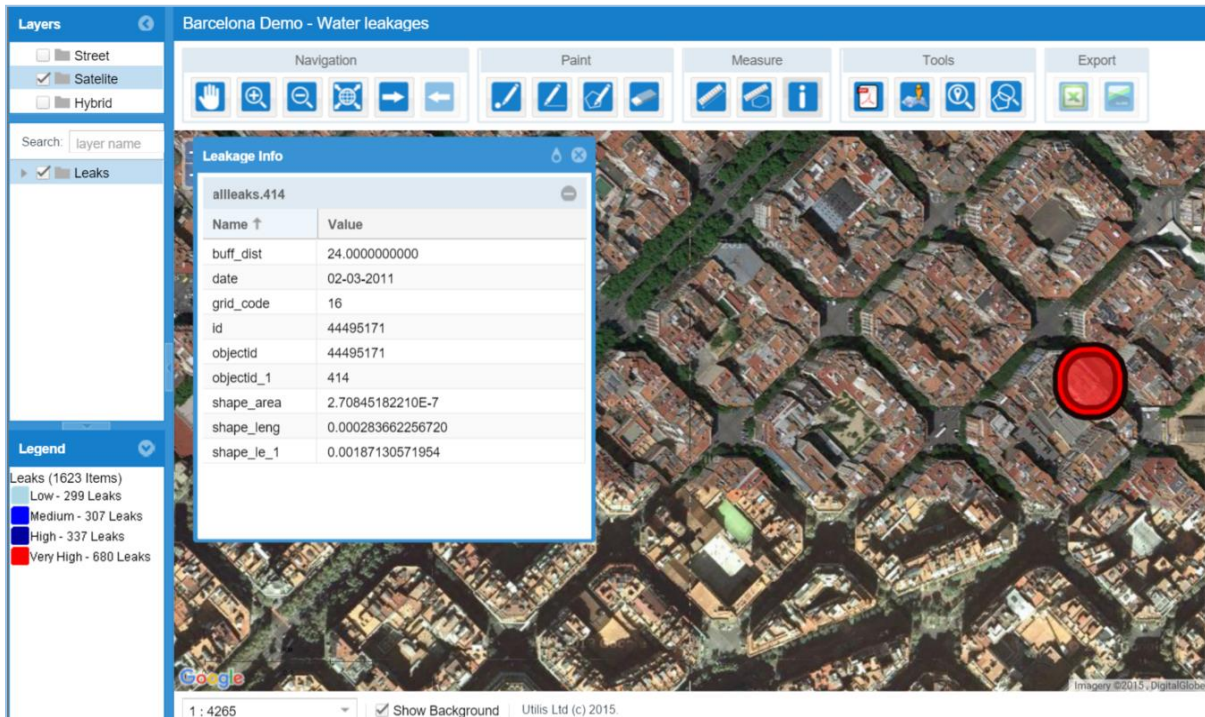 Layers
Street
Satelite
Hybrid
Search: layer name
Leaks
Legend
Leaks (1623 Items)
Low - 299 Leaks
Medium - 307 Leaks
High - 337 Leaks
Very High - 680 Leaks
Barcelona Demo - Water leakages
Navigation Paint Measure Tools Export
Leakage Info
allleaks.414
Name Value
buff_dist 24.0000000000
date 02-03-2011
grid_code 16
id 44495171
objectid 44495171
objectid_1 414
shape_area 2.70845182210E-7
shape_leng 0.000283662256720
shape_le_1 0.00187130571954
Google
Imagery ©2015, DigitalGlobe
1 : 4265 Show Background Utilis Ltd (c) 2015.